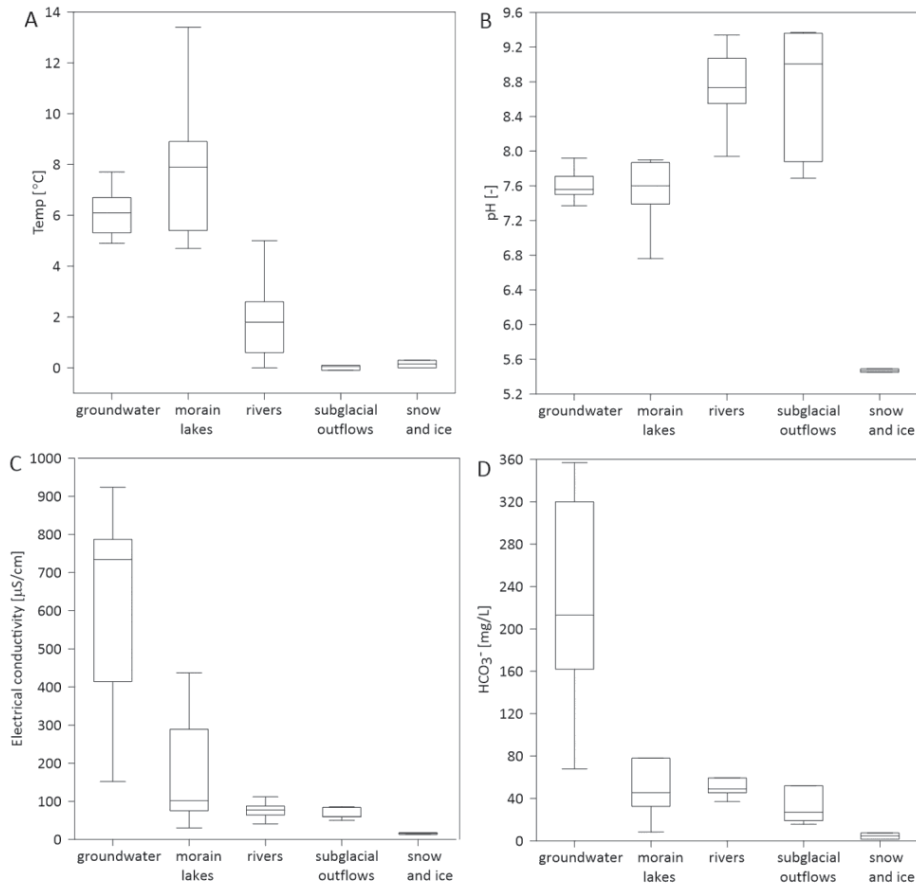 A
Temp [°C]
14
12
10
8
6
4
2
0
groundwater
morain
lakes
rivers
subglacial
outflows
snow
and ice
B
pH [-]
9.6
9.2
8.8
8.4
8.0
7.6
7.2
6.8
6.4
6.0
5.6
5.2
groundwater
morain
lakes
rivers
subglacial
outflows
snow
and ice
C
Electrical conductivity [µS/cm]
1000
900
800
700
600
500
400
300
200
100
0
groundwater
morain
lakes
rivers
subglacial
outflows
snow
and ice
D
HCO₃⁻ [mg/L]
360
320
280
240
200
160
120
80
40
0
groundwater
morain
lakes
rivers
subglacial
outflows
snow
and ice